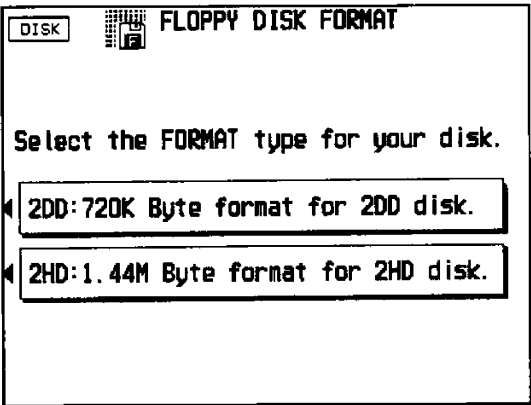 DISK
FLOPPY DISK FORMAT
F
Select the FORMAT type for your disk.
2DD:720K Byte format for 2DD disk.
2HD:1.44M Byte format for 2HD disk.